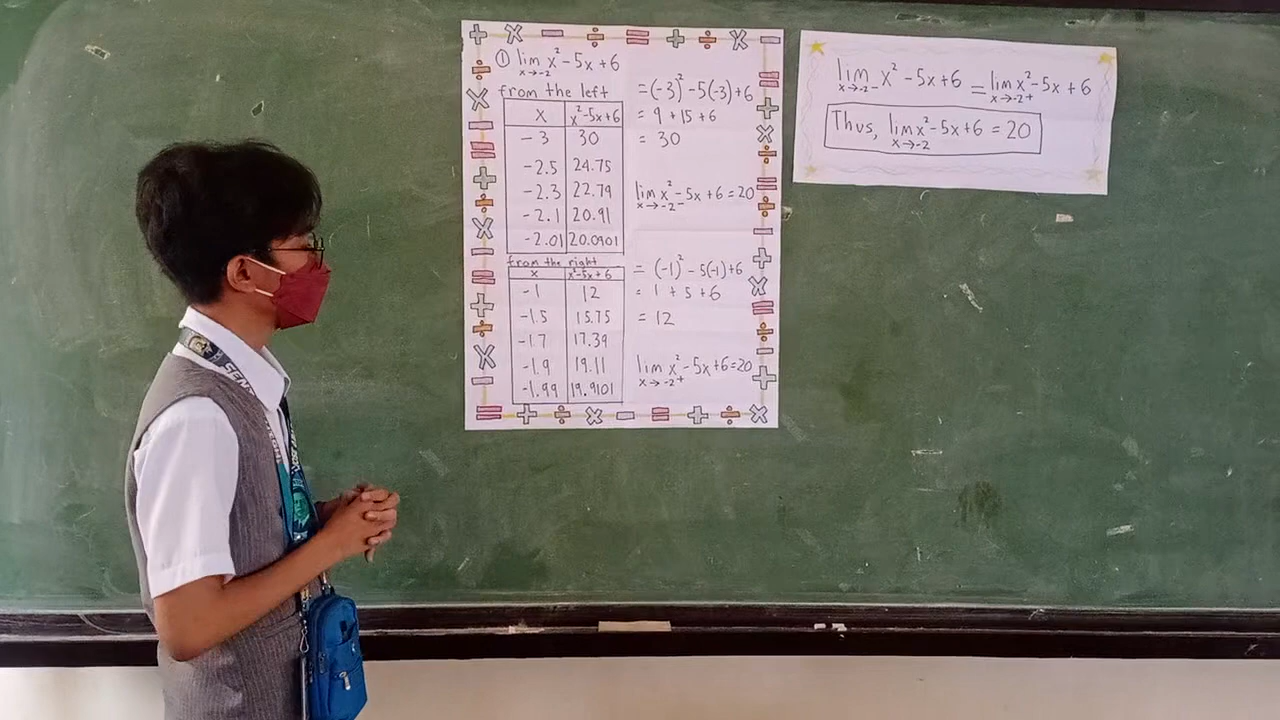 ① lim x² - 5x + 6
x→-2
from the left
x | x²-5x+6
-3 | 30
-2.5 | 24.75
-2.3 | 22.79
-2.1 | 20.91
-2.01 | 20.0901
= (-3)² - 5(-3) + 6
= 9 + 15 + 6
= 30
lim x² - 5x + 6 = 20
x→-2⁻
from the right
x | x²-5x+6
-1 | 12
-1.5 | 15.75
-1.7 | 17.39
-1.9 | 19.11
-1.99 | 19.9101
= (-1)² - 5(-1) + 6
= 1 + 5 + 6
= 12
lim x² - 5x + 6 = 20
x→-2⁺
lim x² - 5x + 6 = lim x² - 5x + 6
x→-2⁻ x→-2⁺
Thus, lim x² - 5x + 6 = 20
x→-2